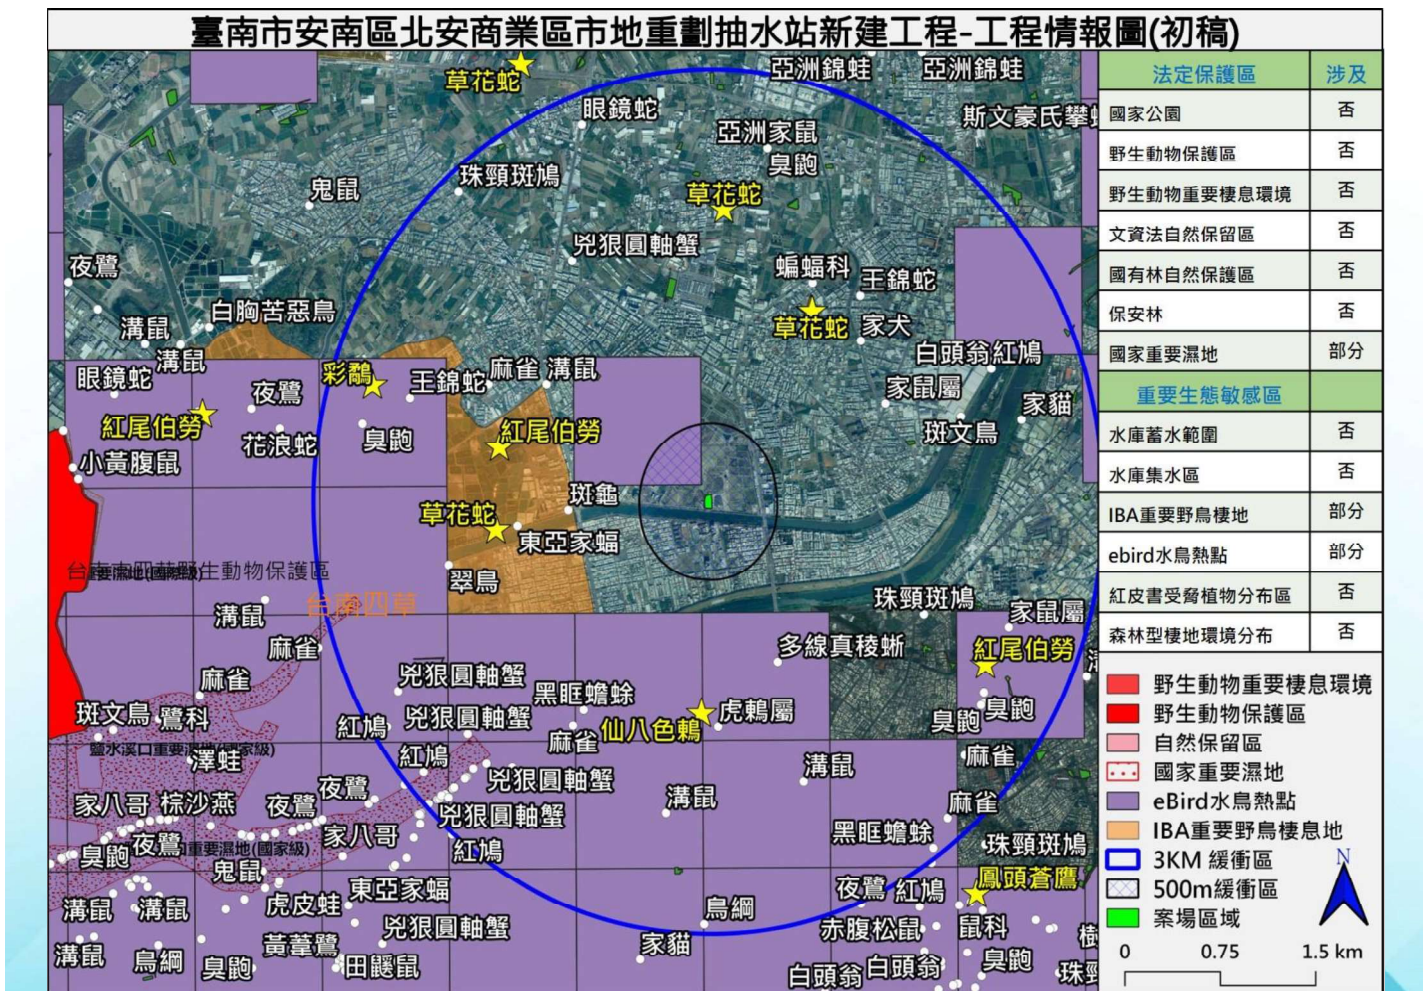 臺南市安南區北安商業區市地重劃抽水站新建工程-工程情報圖(初稿)
草花蛇
亞洲錦蛙
亞洲錦蛙
眼鏡蛇
斯文豪氏攀蜥
亞洲家鼠
臭鼩
珠頸斑鳩
鬼鼠
草花蛇
兇狠圓軸蟹
夜鷺
蝙蝠科
王錦蛇
白胸苦惡鳥
溝鼠
溝鼠
草花蛇
家犬
白頭翁
紅鳩
眼鏡蛇
夜鷺
彩鷸
王錦蛇
麻雀
溝鼠
家鼠屬
家貓
紅尾伯勞
花浪蛇
臭鼩
紅尾伯勞
斑文鳥
小黃腹鼠
斑龜
草花蛇
東亞家蝠
翠鳥
台南四草
溝鼠
珠頸斑鳩
家鼠屬
麻雀
多線真稜蜥
紅尾伯勞
麻雀
兇狠圓軸蟹
黑眶蟾蜍
斑文鳥
鷺科
紅鳩
兇狠圓軸蟹
仙八色鶇
虎鶇屬
臭鼩
臭鼩
鹽水溪口重要濕地(國家級)
澤蛙
紅鳩
麻雀
麻雀
兇狠圓軸蟹
溝鼠
溝鼠
家八哥
棕沙燕
夜鷺
夜鷺
兇狠圓軸蟹
麻雀
臭鼩
夜鷺
口重要濕地(國家級)
家八哥
紅鳩
黑眶蟾蜍
珠頸斑鳩
鬼鼠
東亞家蝠
夜鷺
紅鳩
鳳頭蒼鷹
溝鼠
溝鼠
虎皮蛙
兇狠圓軸蟹
鳥綱
赤腹松鼠
鼠科
溝鼠
鳥綱
臭鼩
黃葦鷺
田鼷鼠
家貓
白頭翁
白頭翁
臭鼩
法定保護區 涉及
國家公園 否
野生動物保護區 否
野生動物重要棲息環境 否
文資法自然保留區 否
國有林自然保護區 否
保安林 否
國家重要濕地 部分
重要生態敏感區
水庫蓄水範圍 否
水庫集水區 否
IBA重要野鳥棲地 部分
ebird水鳥熱點 部分
紅皮書受脅植物分布區 否
森林型棲地環境分布 否
野生動物重要棲息環境
野生動物保護區
自然保留區
國家重要濕地
eBird水鳥熱點
IBA重要野鳥棲息地
3KM 緩衝區
500m緩衝區
案場區域
N
0 0.75 1.5 km